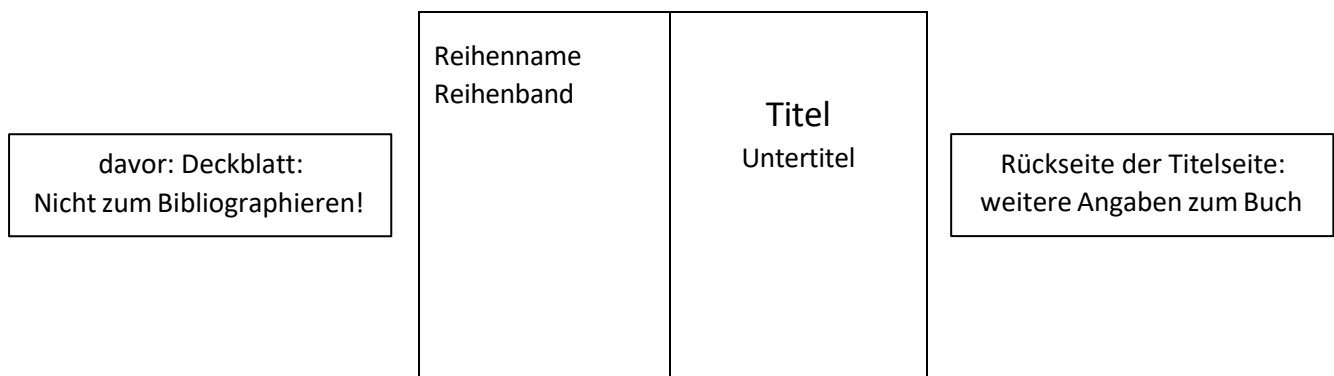 davor: Deckblatt:
Nicht zum Bibliographieren!
Reihenname
Reihenband
Titel
Untertitel
Rückseite der Titelseite:
weitere Angaben zum Buch